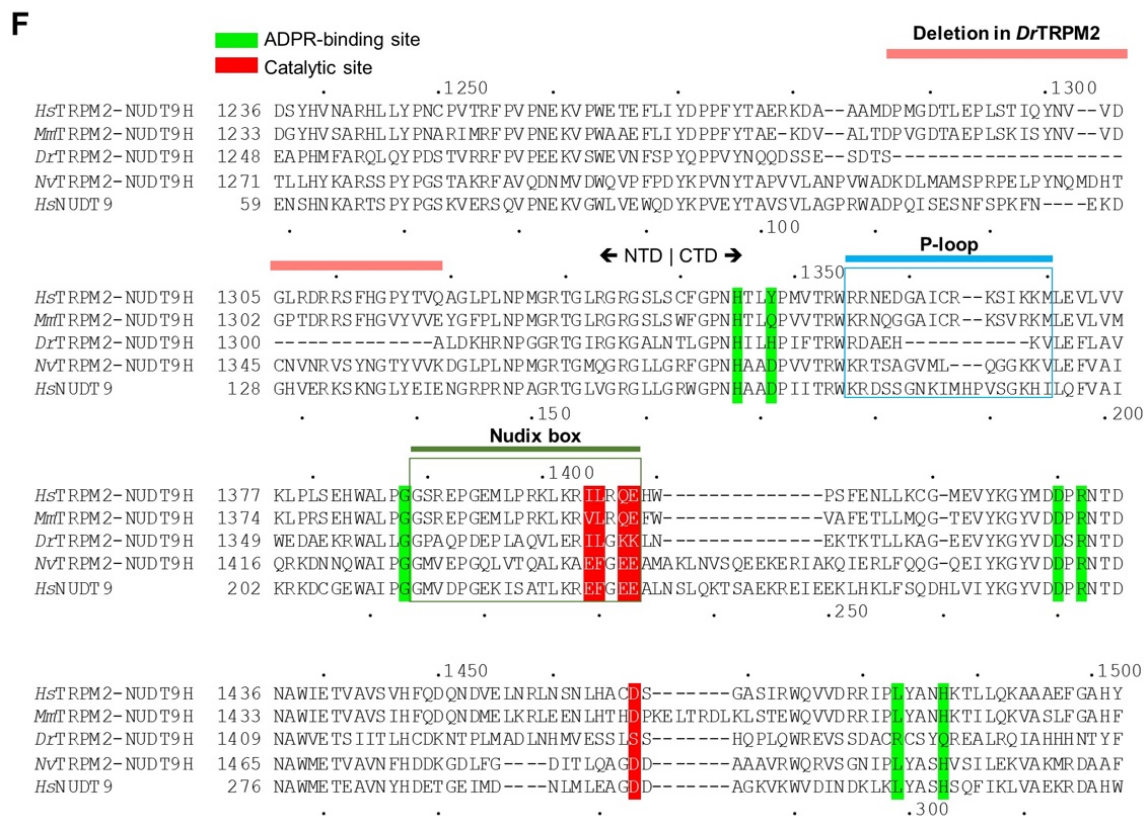 F
ADPR-binding site
Catalytic site
Deletion in DrTRPM2
1250 1300
HsTRPM2-NUDT9H 1236 DSYHVNARHLLYPNCPVTRFPVPNEKVPWETEFLIYDPPFYTAERKDA--AAMDPMGDTLEPLSTIQYNV--VD
MmTRPM2-NUDT9H 1233 DGYHVSARHLLYPNARIMRFPVPNEKVPWAAEFLIYDPPFYTAE-KDV--ALTDPVGDTAEPLSKISYNV--VD
DrTRPM2-NUDT9H 1248 EAPHMFARQLQYPDSTVRRFPVPEEKVSWEVNFSPYQPPVYNQQDSSE--SDTS--------------------
NvTRPM2-NUDT9H 1271 TLLHYKARSSPYPGSTAKRFAVQDNMVDWQVPFPDYKPVNYTAPVVLANPVWADKDLMAMSPRPELPYNQMDHT
HsNUDT9 59 ENSHNKARTSPYPGSKVERSQVPNEKVGWLVEWQDYKPVEYTAVSVLAGPRWADPQISESNFSPKFN----EKD
100
← NTD | CTD →
P-loop
1350
HsTRPM2-NUDT9H 1305 GLRDRRSFHGPYTVQAGLPLNPMGRTGLRGRGSLSCFGPNHTLYPMVTRWRRNEDGAICR--KSIKKMLEVLVV
MmTRPM2-NUDT9H 1302 GPTDRRSFHGVYVVEYGFPLNPMGRTGLRGRGSLSWFGPNHTLQPVVTRWKRNQGGAICR--KSVRKMLEVLVM
DrTRPM2-NUDT9H 1300 --------------ALDKHRNPGGRTGIRGKGALNTLGPNHILHPIFTRWRDAEH-----------KVLEFLAV
NvTRPM2-NUDT9H 1345 CNVNRVSYNGTYVVKDGLPLNPMGRTGMQGRGLLGRFGPNHAADPVVTRWKRTSAGVML---QGGKKVLEFVAI
HsNUDT9 128 GHVERKSKNGLYEIENGRPRNPAGRTGLVGRGLLGRWGPNHAADPIITRWKRDSSGNKIMHPVSGKHILQFVAI
150 200
Nudix box
1400
HsTRPM2-NUDT9H 1377 KLPLSEHWALPGGSREPGEMLPRKLKRILRQEHW--------------PSFENLLKCG-MEVYKGYMDDPRNTD
MmTRPM2-NUDT9H 1374 KLPRSEHWALPGGSREPGEMLPRKLKRVLRQEFW--------------VAFETLLMQG-TEVYKGYVDDPRNTD
DrTRPM2-NUDT9H 1349 WEDAEKRWALLGGPAQPDEPLAQVLERILGKKLN--------------EKTKTLLKAG-EEVYKGYVDDSRNTD
NvTRPM2-NUDT9H 1416 QRKDNNQWAIPGGMVEPGQLVTQALKAEFGEEAMAKLNVSQEEKERIAKQIERLFQQG-QEIYKGYVDDPRNTD
HsNUDT9 202 KRKDCGEWAIPGGMVDPGEKISATLKREFGEEALNSLQKTSAEKREIEEKLHKLFSQDHLVIYKGYVDDPRNTD
250
1450 1500
HsTRPM2-NUDT9H 1436 NAWIETVAVSVHFQDQNDVELNRLNSNLHACDS-------GASIRWQVVDRRIPLYANHKTLLQKAAAEFGAHY
MmTRPM2-NUDT9H 1433 NAWIETVAVSIHFQDQNDMELKRLEENLHTHDPKELTRDLKLSTEWQVVDRRIPLYANHKTILQKVASLFGAHF
DrTRPM2-NUDT9H 1409 NAWVETSIITLHCDKNTPLMADLNHMVESSLSS-------HQPLQWREVSSDACRCSYQREALRQIAHHHNTYF
NvTRPM2-NUDT9H 1465 NAWMETVAVNFHDDKGDLFG----DITLQAGDD-------AAAVRWQRVSGNIPLYASHVSILEKVAKMRDAAF
HsNUDT9 276 NAWMETEAVNYHDETGEIMD----NLMLEAGDD-------AGKVKWVDINDKLKLYASHSQFIKLVAEKRDAHW
300